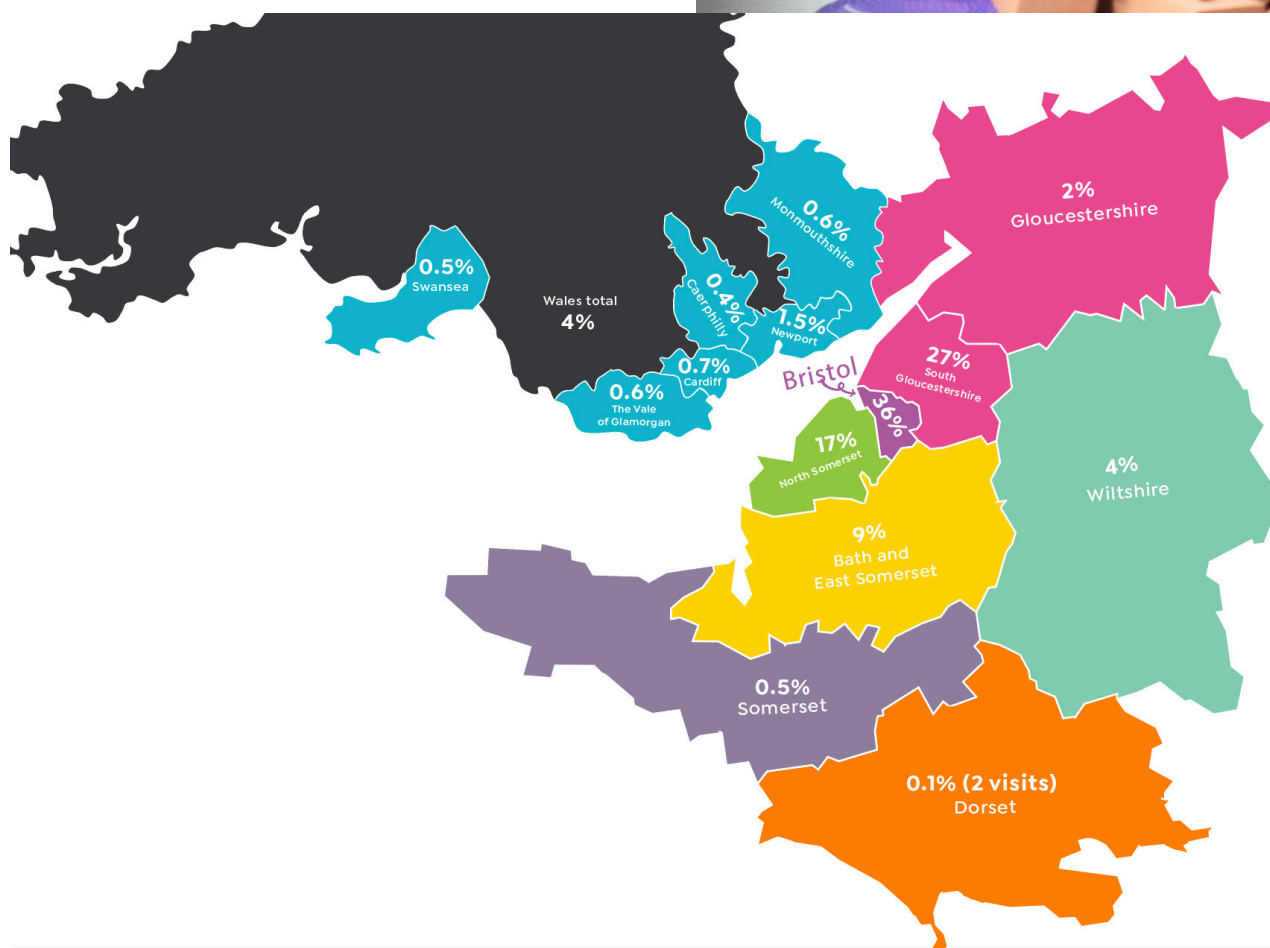 2%
Gloucestershire
0.6%
Monmouthshire
0.5%
Swansea
Wales total
4%
0.4%
Caerphilly
1.5%
Newport
0.7%
Cardiff
0.6%
The Vale
of Glamorgan
27%
South
Gloucestershire
Bristol
36%
17%
North Somerset
4%
Wiltshire
9%
Bath and
East Somerset
0.5%
Somerset
0.1% (2 visits)
Dorset